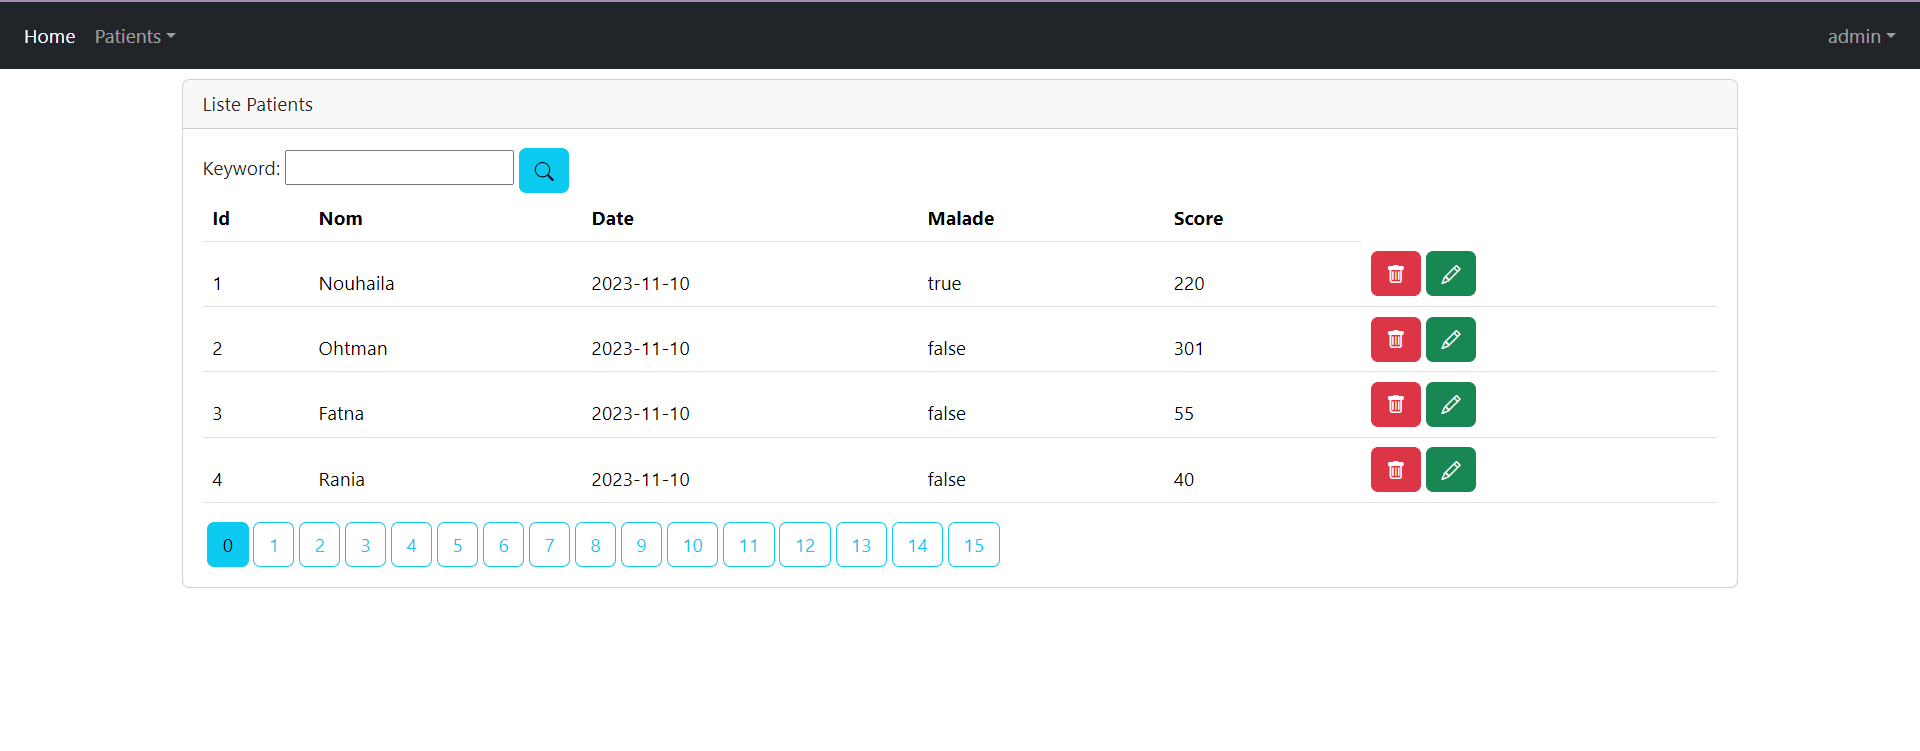 Home Patients admin
Liste Patients
Keyword:
Id Nom Date Malade Score
1 Nouhaila 2023-11-10 true 220
2 Ohtman 2023-11-10 false 301
3 Fatna 2023-11-10 false 55
4 Rania 2023-11-10 false 40
0 1 2 3 4 5 6 7 8 9 10 11 12 13 14 15